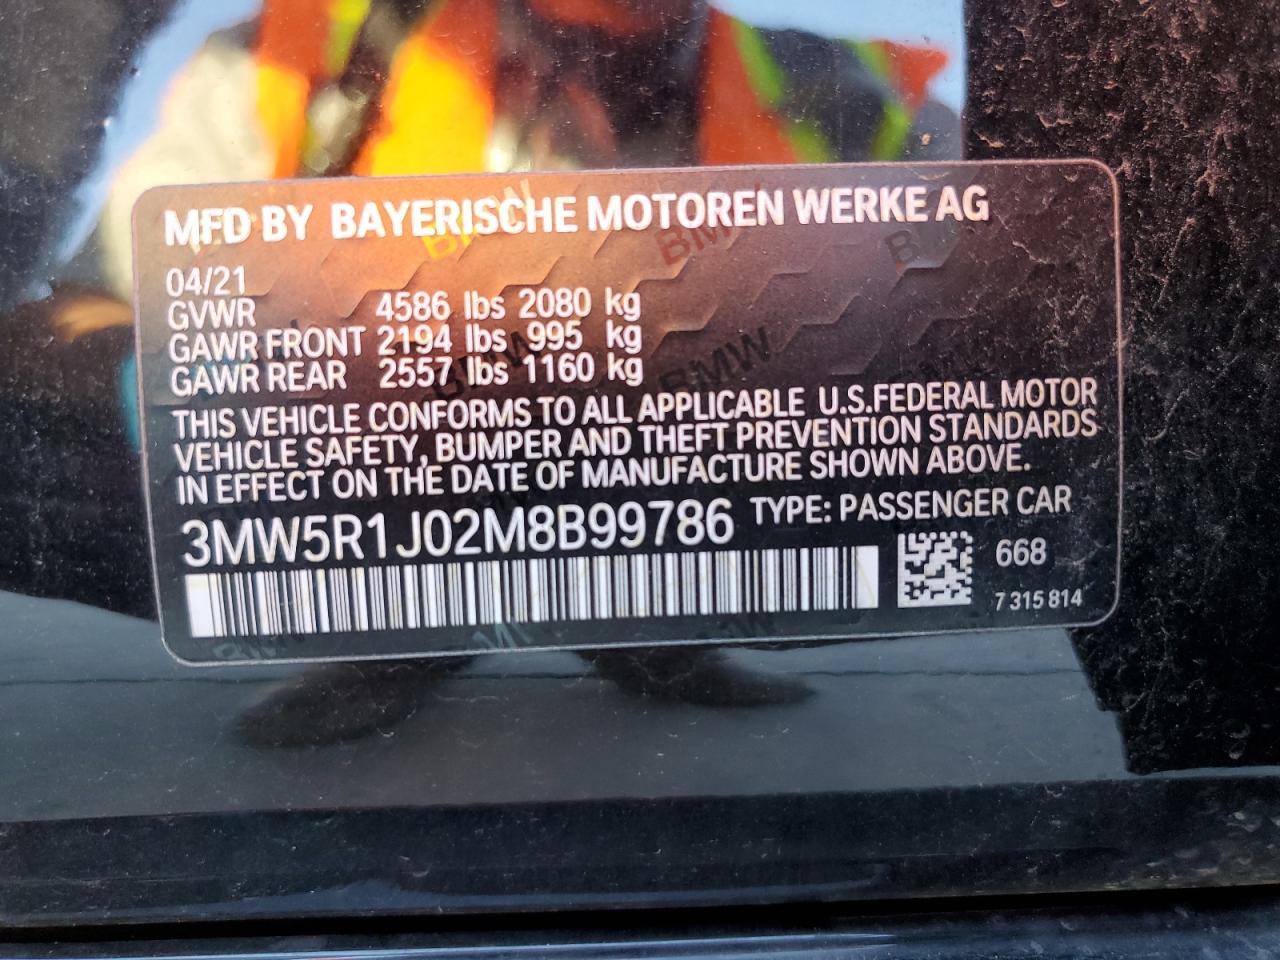 MFD BY BAYERISCHE MOTOREN WERKE AG
04/21
GVWR 4586 lbs 2080 kg
GAWR FRONT 2194 lbs 995 kg
GAWR REAR 2557 lbs 1160 kg
THIS VEHICLE CONFORMS TO ALL APPLICABLE U.S.FEDERAL MOTOR
VEHICLE SAFETY, BUMPER AND THEFT PREVENTION STANDARDS
IN EFFECT ON THE DATE OF MANUFACTURE SHOWN ABOVE.
3MW5R1J02M8B99786 TYPE: PASSENGER CAR
668
7 315 814